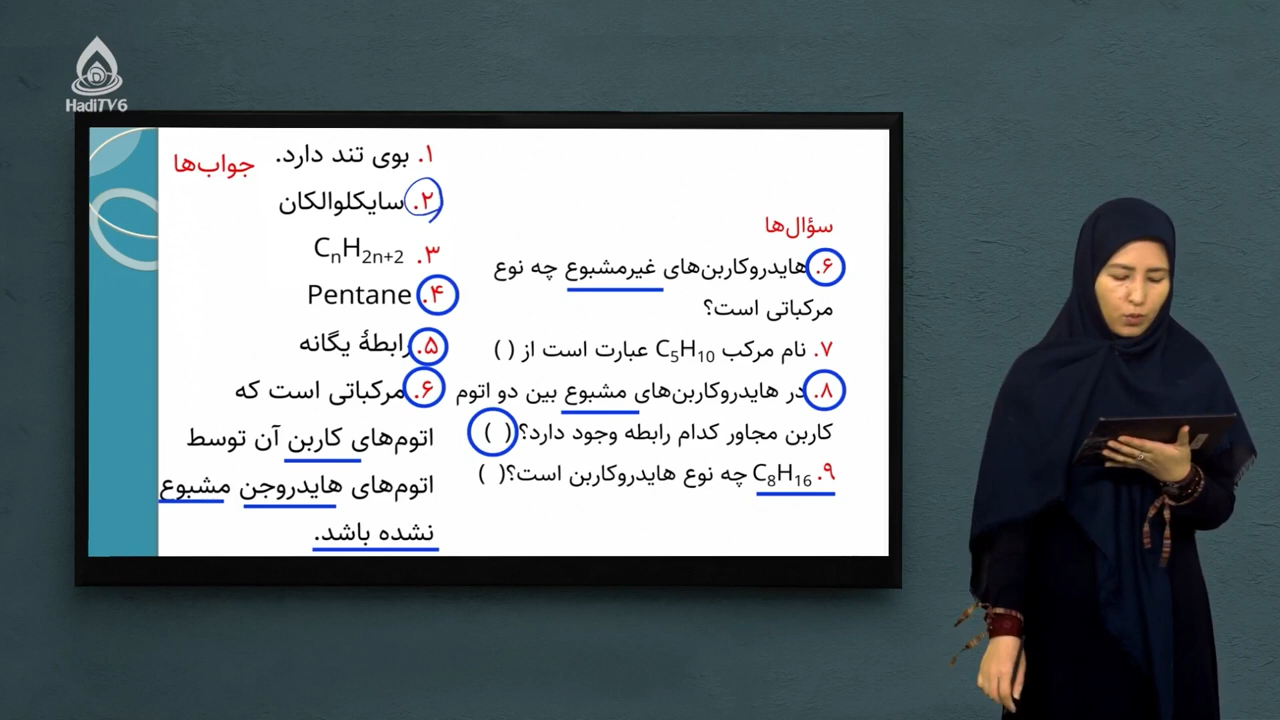 HadiTV6
سؤال‌ها
۶. هایدروکاربن‌های غیرمشبوع چه نوع
مرکباتی است؟
۷. نام مرکب C₅H₁₀ عبارت است از ( )
۸. در هایدروکاربن‌های مشبوع بین دو اتوم
کاربن مجاور کدام رابطه وجود دارد؟ ( )
۹. C₈H₁₆ چه نوع هایدروکاربن است؟ ( )
جواب‌ها
۱. بوی تند دارد.
۲. سایکلوالکان
۳. CₙH₂ₙ₊₂
۴. Pentane
۵. رابطهٔ یگانه
۶. مرکباتی است که
اتوم‌های کاربن آن توسط
اتوم‌های هایدروجن مشبوع
نشده باشد.